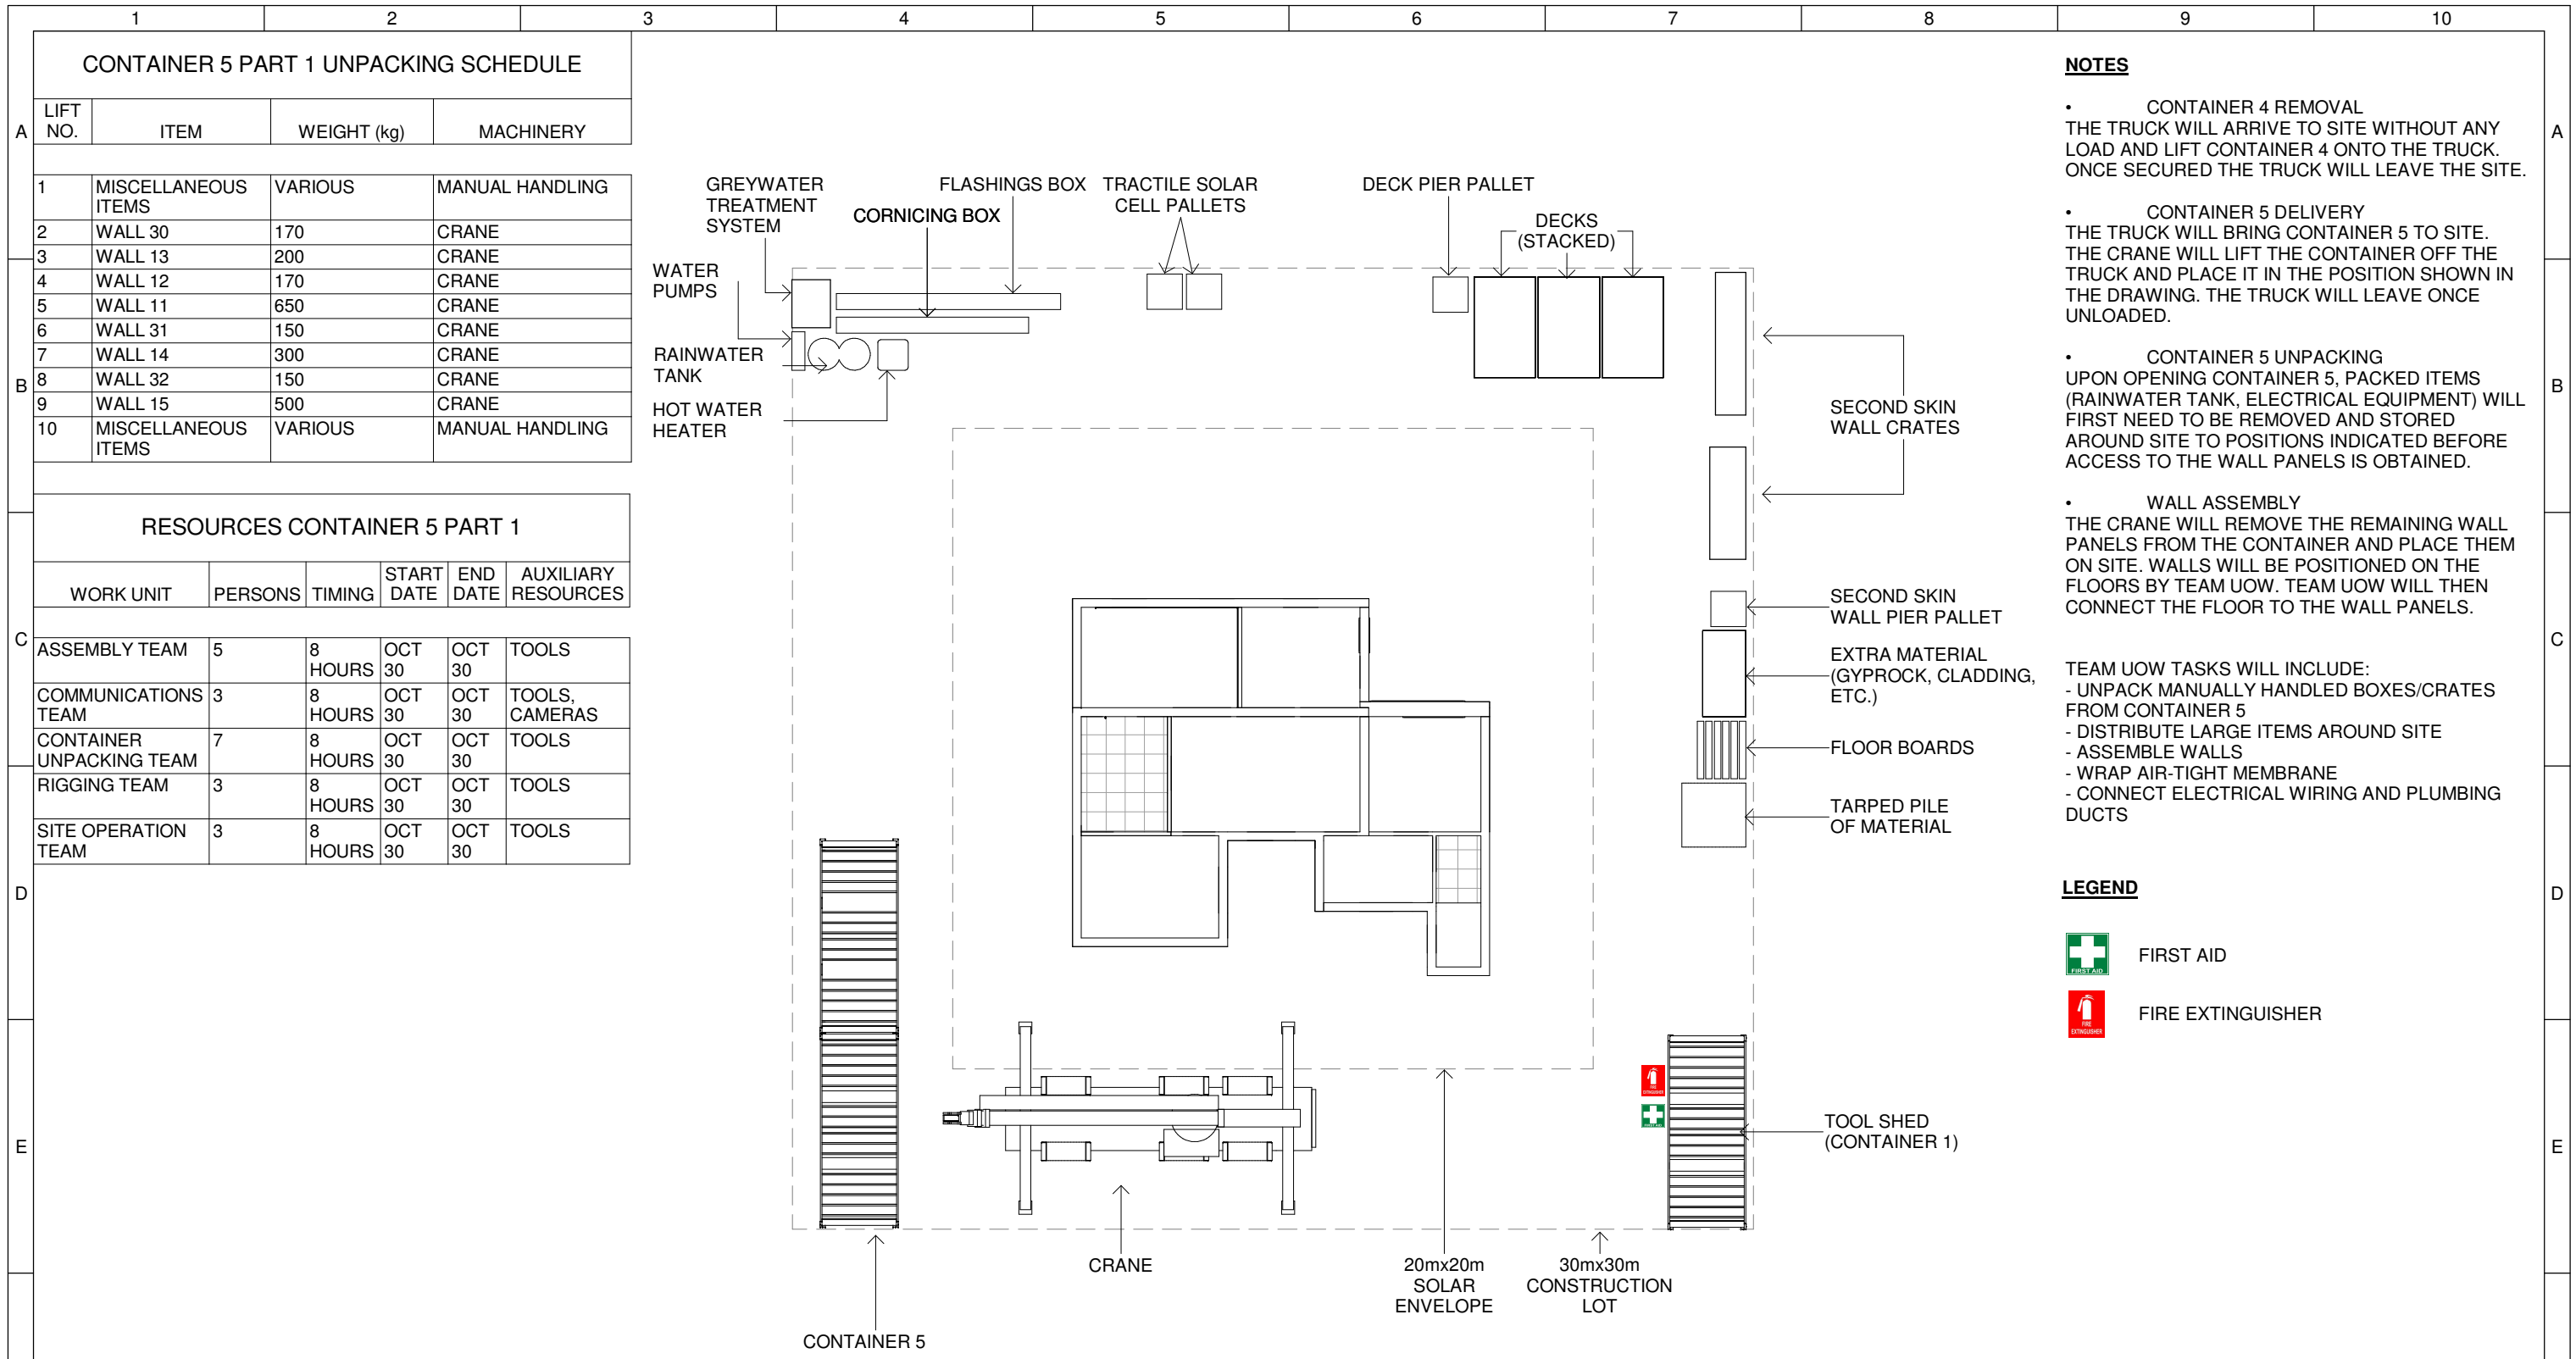 1 2 3 4 5 6 7 8 9 10
CONTAINER 5 PART 1 UNPACKING SCHEDULE
LIFT
NO. ITEM WEIGHT (kg) MACHINERY
1 MISCELLANEOUS VARIOUS MANUAL HANDLING
ITEMS
2 WALL 30 170 CRANE
3 WALL 13 200 CRANE
4 WALL 12 170 CRANE
5 WALL 11 650 CRANE
6 WALL 31 150 CRANE
7 WALL 14 300 CRANE
8 WALL 32 150 CRANE
9 WALL 15 500 CRANE
10 MISCELLANEOUS VARIOUS MANUAL HANDLING
ITEMS
RESOURCES CONTAINER 5 PART 1
WORK UNIT PERSONS TIMING START DATE END DATE AUXILIARY RESOURCES
ASSEMBLY TEAM 5 8 OCT OCT TOOLS
HOURS 30 30
COMMUNICATIONS 3 8 OCT OCT TOOLS,
TEAM HOURS 30 30 CAMERAS
CONTAINER 7 8 OCT OCT TOOLS
UNPACKING TEAM HOURS 30 30
RIGGING TEAM 3 8 OCT OCT TOOLS
HOURS 30 30
SITE OPERATION 3 8 OCT OCT TOOLS
TEAM HOURS 30 30
A
B
C
D
E
GREYWATER
TREATMENT
SYSTEM
CORNICING BOX
FLASHINGS BOX
TRACTILE SOLAR
CELL PALLETS
DECK PIER PALLET
DECKS
(STACKED)
WATER
PUMPS
RAINWATER
TANK
HOT WATER
HEATER
SECOND SKIN
WALL CRATES
SECOND SKIN
WALL PIER PALLET
EXTRA MATERIAL
(GYPROCK, CLADDING,
ETC.)
FLOOR BOARDS
TARPED PILE
OF MATERIAL
FIRE
EXTINGUISHER
FIRST AID
TOOL SHED
(CONTAINER 1)
CRANE
20mx20m
SOLAR
ENVELOPE
30mx30m
CONSTRUCTION
LOT
CONTAINER 5
NOTES
• CONTAINER 4 REMOVAL
THE TRUCK WILL ARRIVE TO SITE WITHOUT ANY
LOAD AND LIFT CONTAINER 4 ONTO THE TRUCK.
ONCE SECURED THE TRUCK WILL LEAVE THE SITE.
• CONTAINER 5 DELIVERY
THE TRUCK WILL BRING CONTAINER 5 TO SITE.
THE CRANE WILL LIFT THE CONTAINER OFF THE
TRUCK AND PLACE IT IN THE POSITION SHOWN IN
THE DRAWING. THE TRUCK WILL LEAVE ONCE
UNLOADED.
• CONTAINER 5 UNPACKING
UPON OPENING CONTAINER 5, PACKED ITEMS
(RAINWATER TANK, ELECTRICAL EQUIPMENT) WILL
FIRST NEED TO BE REMOVED AND STORED
AROUND SITE TO POSITIONS INDICATED BEFORE
ACCESS TO THE WALL PANELS IS OBTAINED.
• WALL ASSEMBLY
THE CRANE WILL REMOVE THE REMAINING WALL
PANELS FROM THE CONTAINER AND PLACE THEM
ON SITE. WALLS WILL BE POSITIONED ON THE
FLOORS BY TEAM UOW. TEAM UOW WILL THEN
CONNECT THE FLOOR TO THE WALL PANELS.
TEAM UOW TASKS WILL INCLUDE:
- UNPACK MANUALLY HANDLED BOXES/CRATES
FROM CONTAINER 5
- DISTRIBUTE LARGE ITEMS AROUND SITE
- ASSEMBLE WALLS
- WRAP AIR-TIGHT MEMBRANE
- CONNECT ELECTRICAL WIRING AND PLUMBING
DUCTS
LEGEND
FIRST AID
FIRST AID
FIRE
EXTINGUISHER
FIRE EXTINGUISHER
A
B
C
D
E